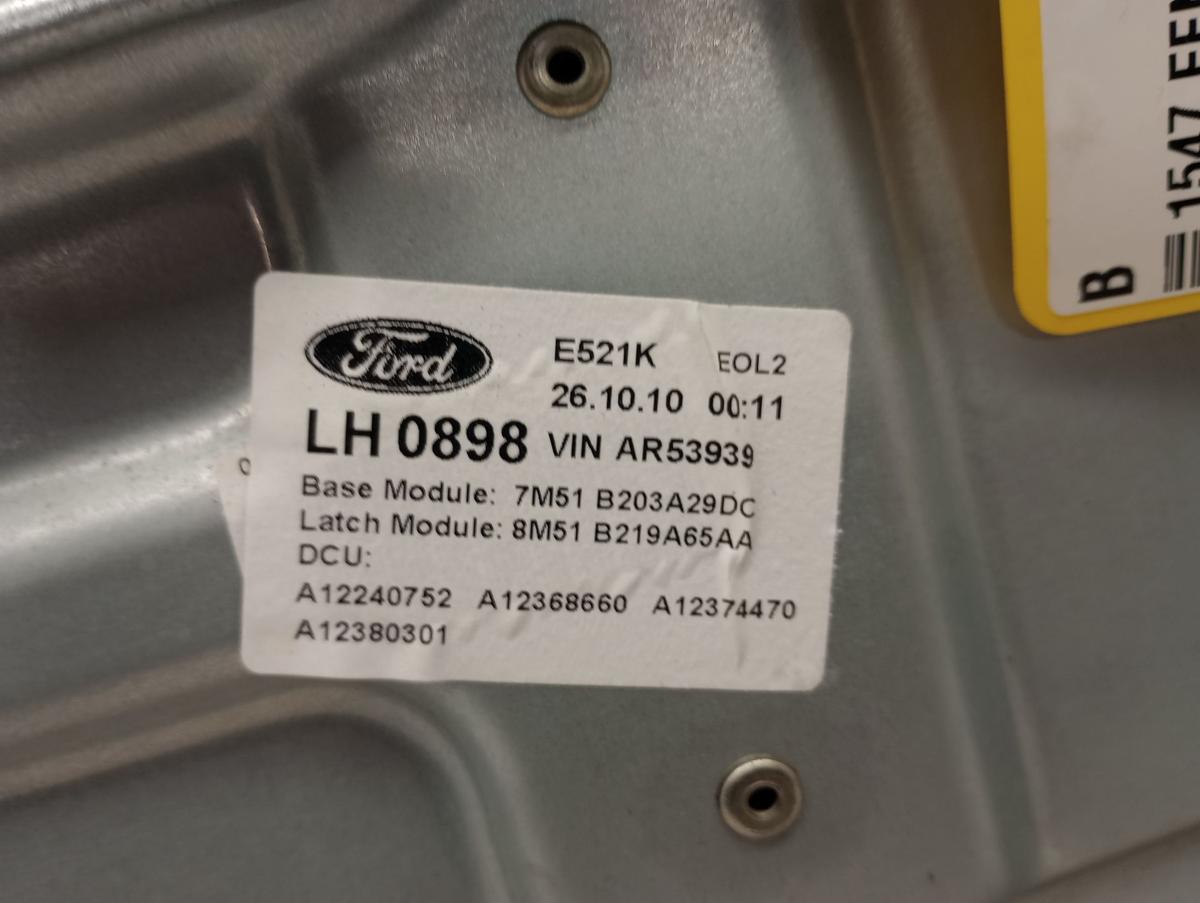 Ford
E521K EOL2
26.10.10 00:11
LH 0898 VIN AR53939
Base Module: 7M51 B203A29DC
Latch Module: 8M51 B219A65AA
DCU:
A12240752 A12368660 A12374470
A12380301
B
1547